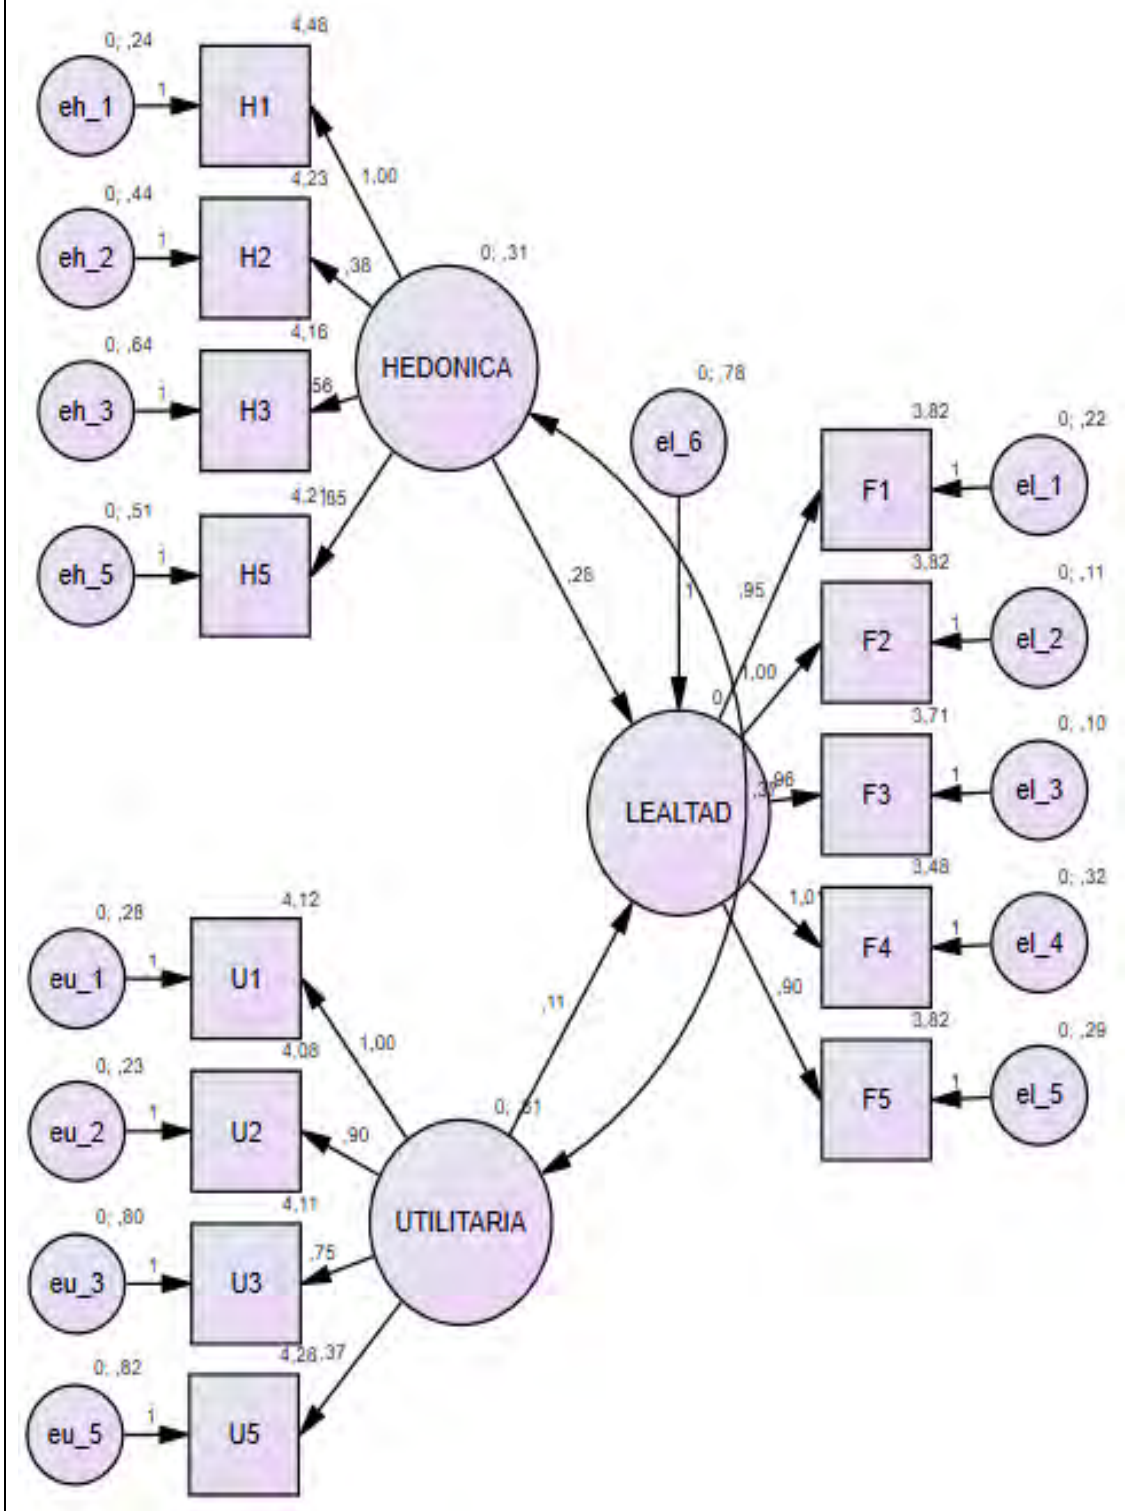 4,48
0; ,24
eh_1
1
H1
1,00
4,23
0; ,44
eh_2
1
H2
,38
0; ,31
4,16
0; ,64
eh_3
1
H3
,56
HEDONICA
4,21
,65
0; ,51
eh_5
1
H5
,28
0; ,78
el_6
1
0
3,82
0; ,22
F1
1
el_1
,95
3,82
0; ,11
F2
1
el_2
1,00
3,71
0; ,10
F3
1
el_3
,96
LEALTAD
3,48
0; ,32
F4
1
el_4
1,01
,90
3,82
0; ,29
F5
1
el_5
4,12
0; ,28
eu_1
1
U1
1,00
,11
4,08
0; ,23
eu_2
1
U2
,90
4,11
0; ,80
eu_3
1
U3
,75
UTILITARIA
4,28
,37
0; ,82
eu_5
1
U5